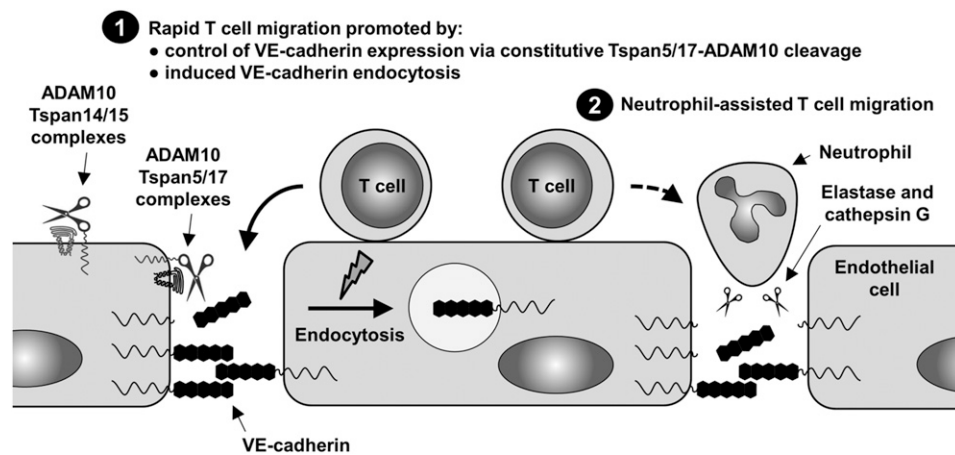 1 Rapid T cell migration promoted by:
● control of VE-cadherin expression via constitutive Tspan5/17-ADAM10 cleavage
● induced VE-cadherin endocytosis
ADAM10
Tspan14/15
complexes
ADAM10
Tspan5/17
complexes
2 Neutrophil-assisted T cell migration
T cell
T cell
Neutrophil
Elastase and
cathepsin G
Endothelial
cell
Endocytosis
VE-cadherin